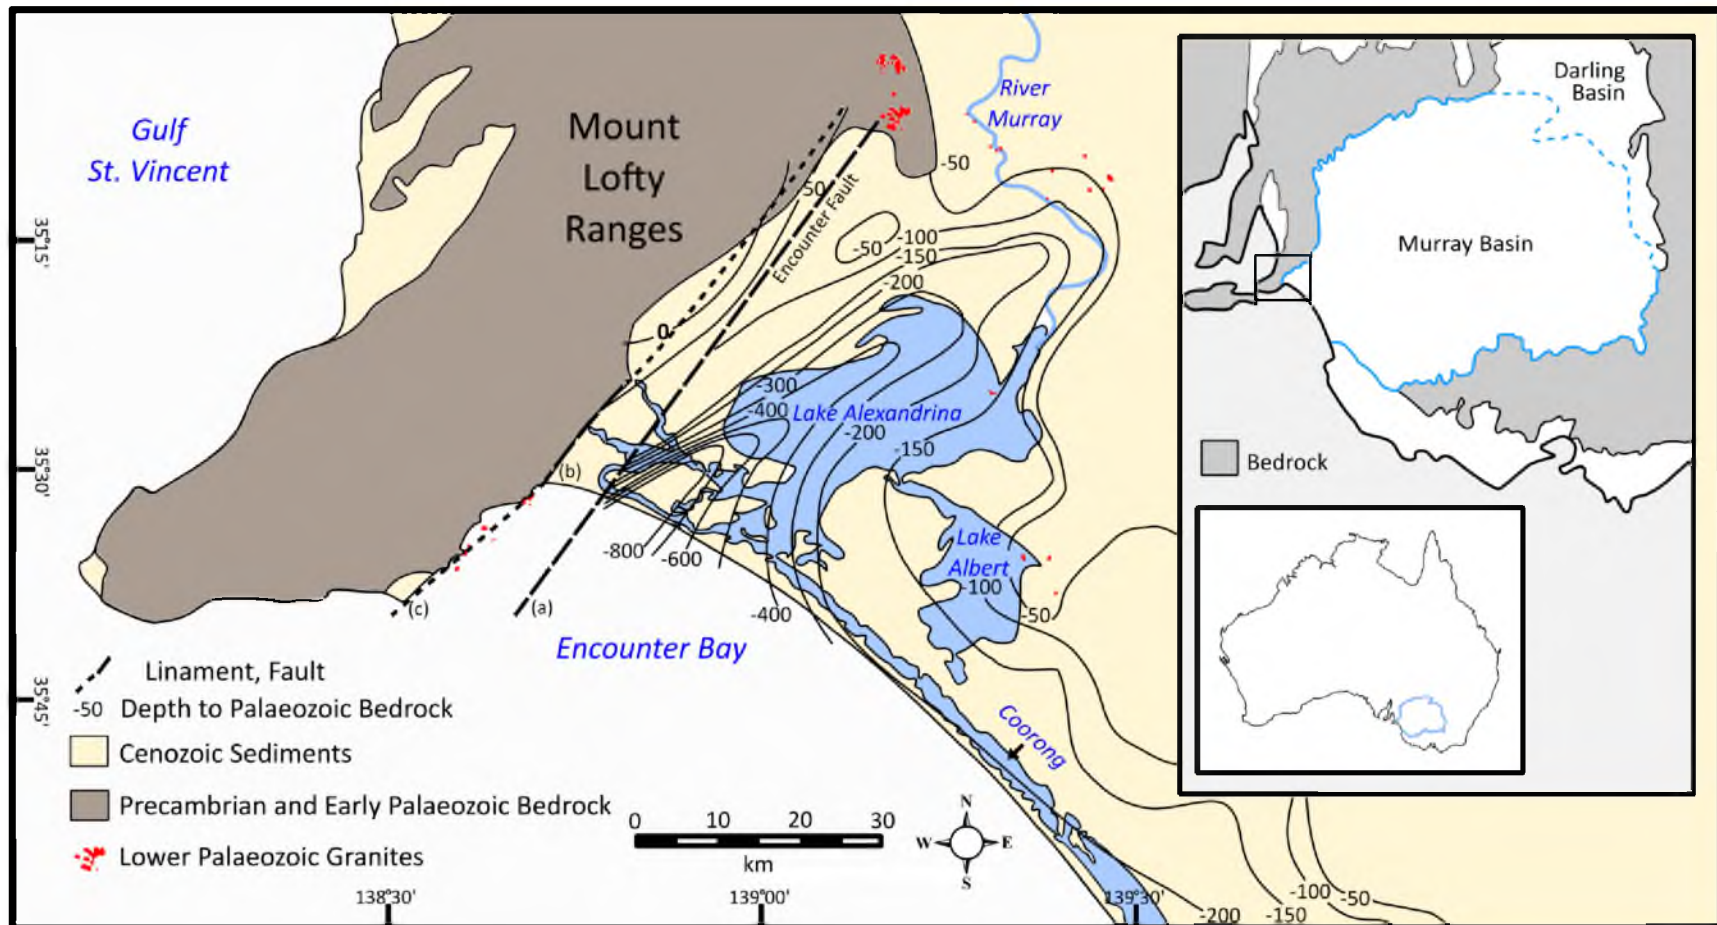 Gulf
St. Vincent
Mount
Lofty
Ranges
River
Murray
-50
50
Encounter Fault
-50
-100
-150
-200
0
-300
-400
Lake Alexandrina
-200
-150
(b)
-800
-600
Lake
Albert
-100
-50
-400
(c)
(a)
Encounter Bay
Coorong
-100
-50
-200
-150
35°15'
35°30'
35°45'
138°30'
139°00'
139°30'
Linament, Fault
-50 Depth to Palaeozoic Bedrock
Cenozoic Sediments
Precambrian and Early Palaeozoic Bedrock
Lower Palaeozoic Granites
0 10 20 30
km
N
W E
S
Darling
Basin
Murray Basin
Bedrock